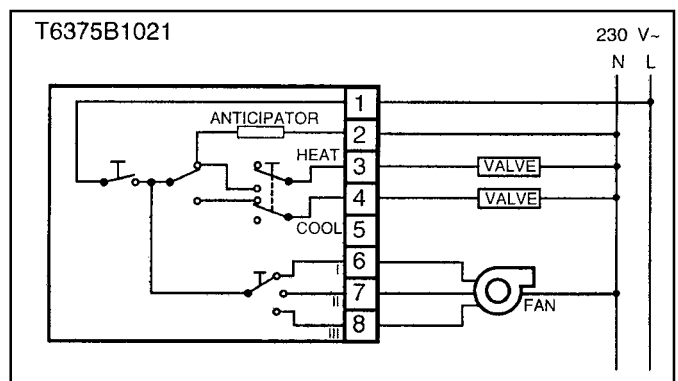 T6375B1021
230 V~
N L
1
ANTICIPATOR
2
HEAT
3
VALVE
4
VALVE
COOL
5
6
I
7
II
FAN
8
III